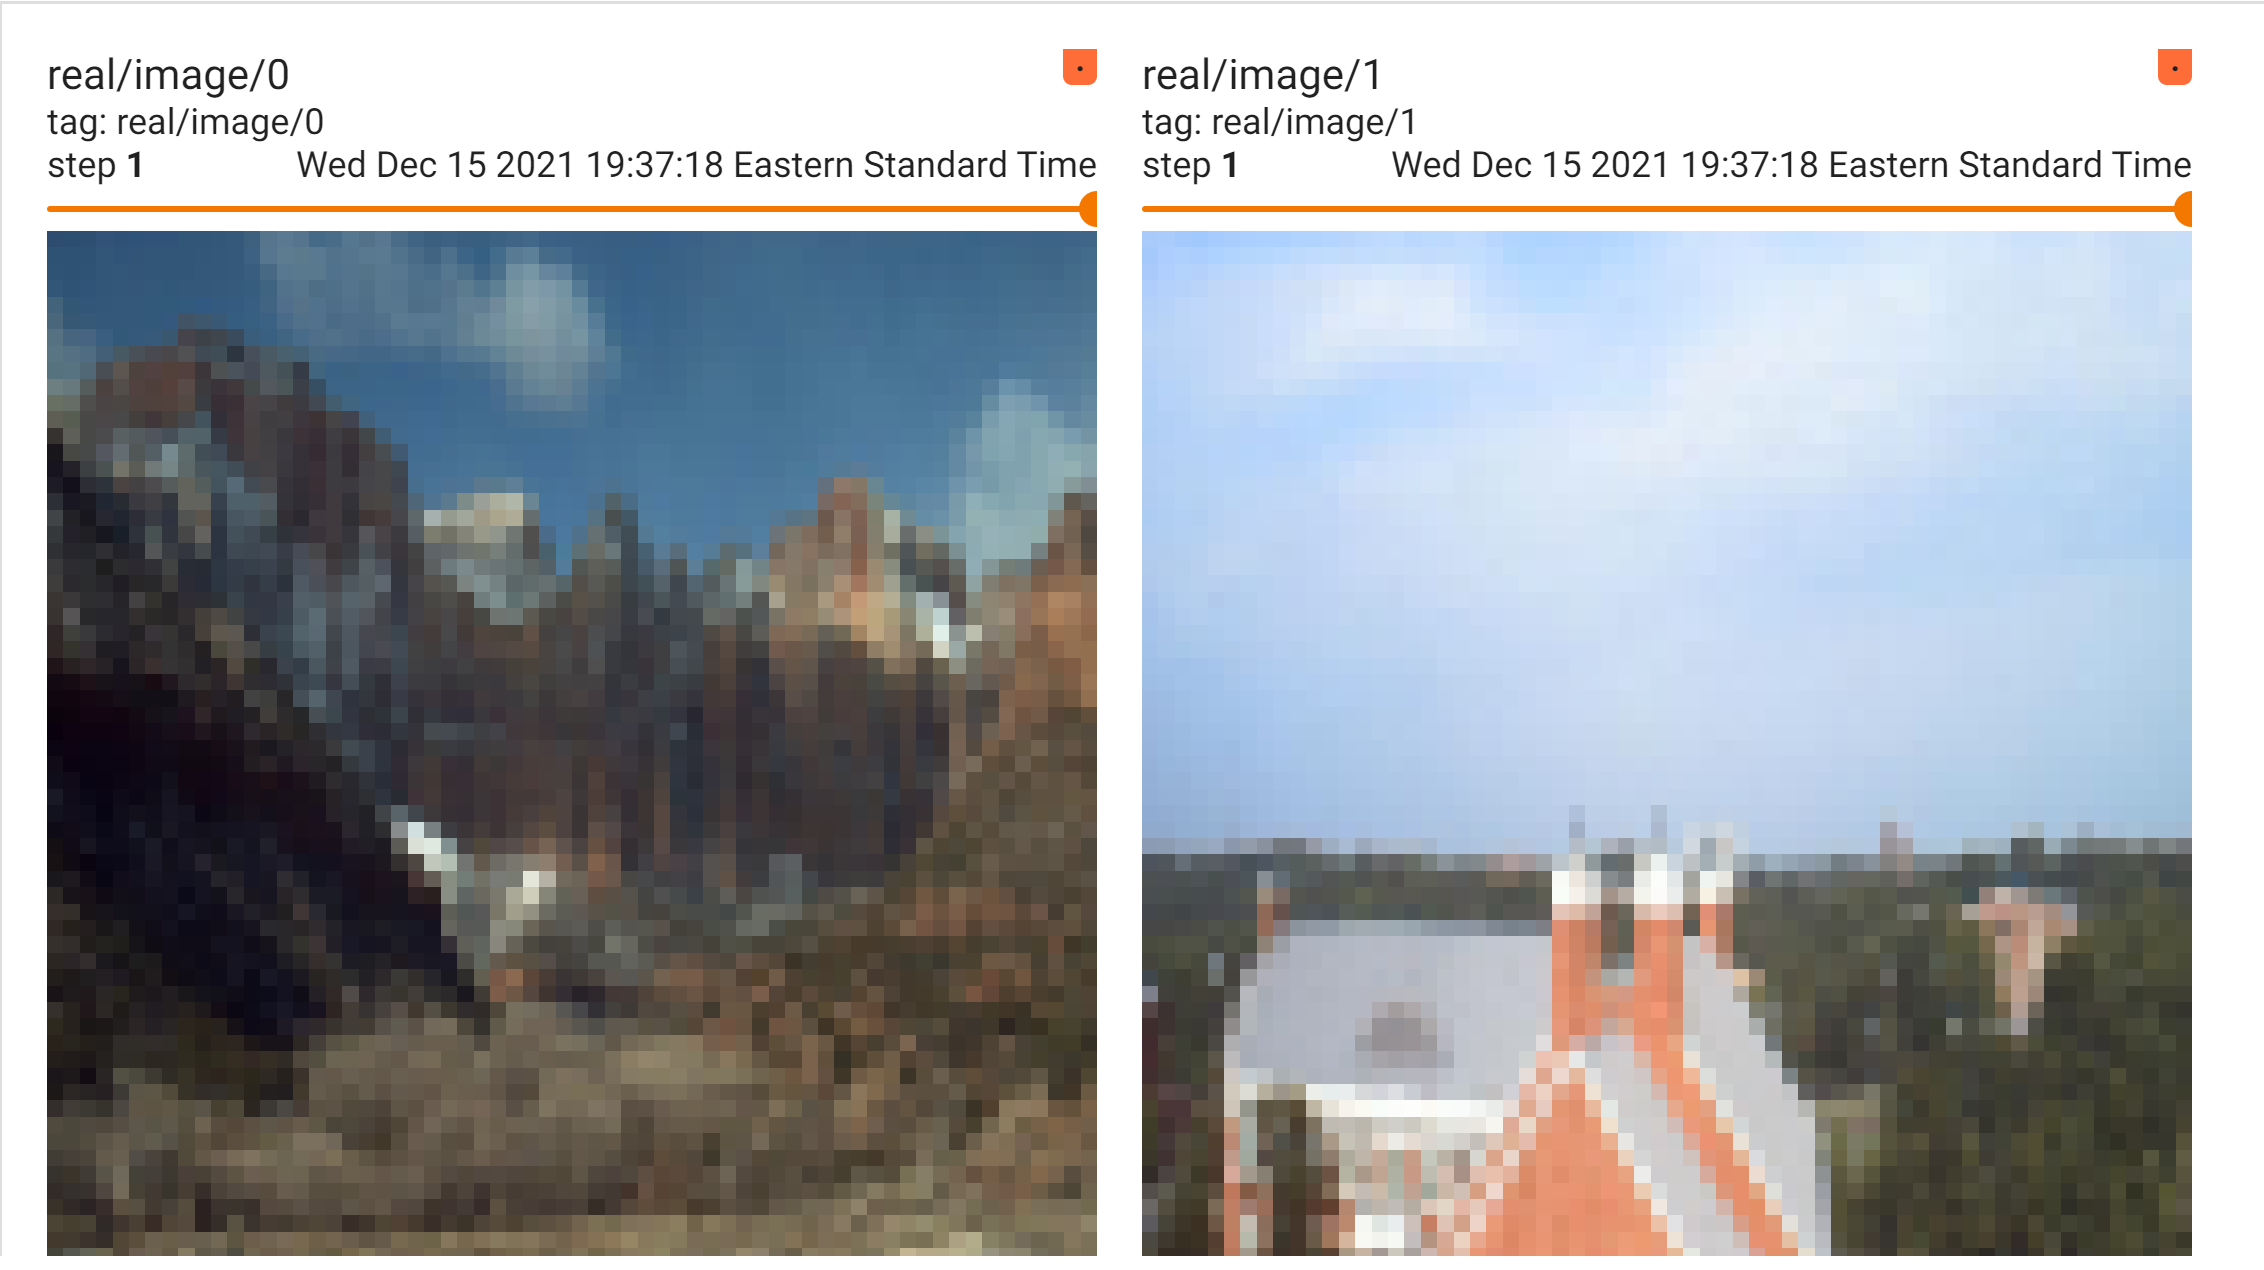 real/image/0
tag: real/image/0
step 1 Wed Dec 15 2021 19:37:18 Eastern Standard Time
real/image/1
tag: real/image/1
step 1 Wed Dec 15 2021 19:37:18 Eastern Standard Time